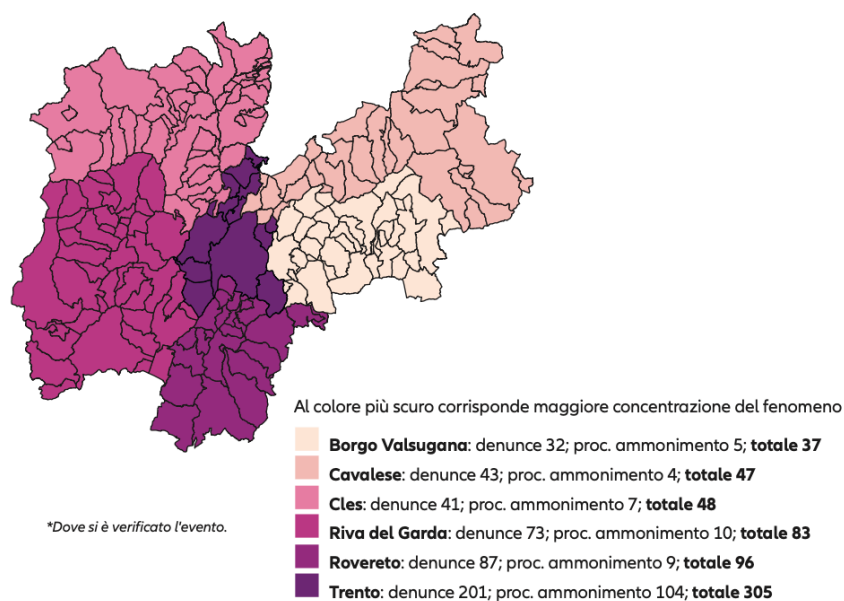 Al colore più scuro corrisponde maggiore concentrazione del fenomeno
Borgo Valsugana: denunce 32; proc. ammonimento 5; totale 37
Cavalese: denunce 43; proc. ammonimento 4; totale 47
Cles: denunce 41; proc. ammonimento 7; totale 48
*Dove si è verificato l'evento.
Riva del Garda: denunce 73; proc. ammonimento 10; totale 83
Rovereto: denunce 87; proc. ammonimento 9; totale 96
Trento: denunce 201; proc. ammonimento 104; totale 305